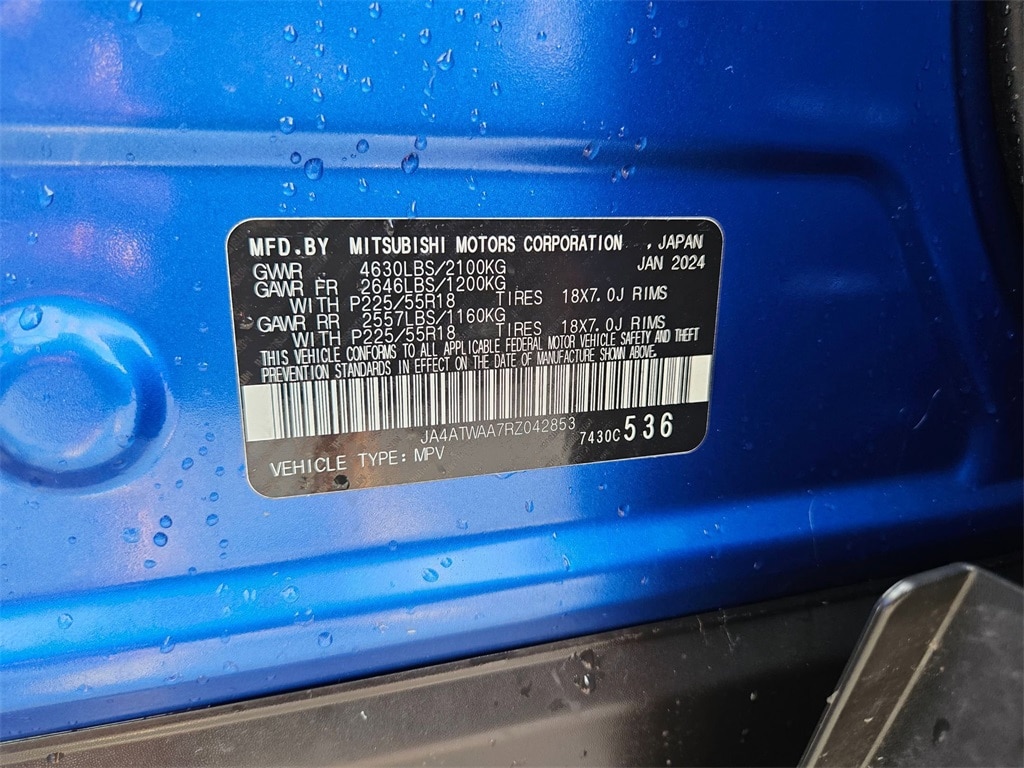 MFD.BY MITSUBISHI MOTORS CORPORATION , JAPAN
GVWR 4630LBS/2100KG JAN 2024
GAWR FR 2646LBS/1200KG
WITH P225/55R18 TIRES 18X7.0J RIMS
GAWR RR 2557LBS/1160KG
WITH P225/55R18 TIRES 18X7.0J RIMS
THIS VEHICLE CONFORMS TO ALL APPLICABLE FEDERAL MOTOR VEHICLE SAFETY AND THEFT
PREVENTION STANDARDS IN EFFECT ON THE DATE OF MANUFACTURE SHOWN ABOVE.
JA4ATWAA7RZ042853 7430C536
VEHICLE TYPE: MPV